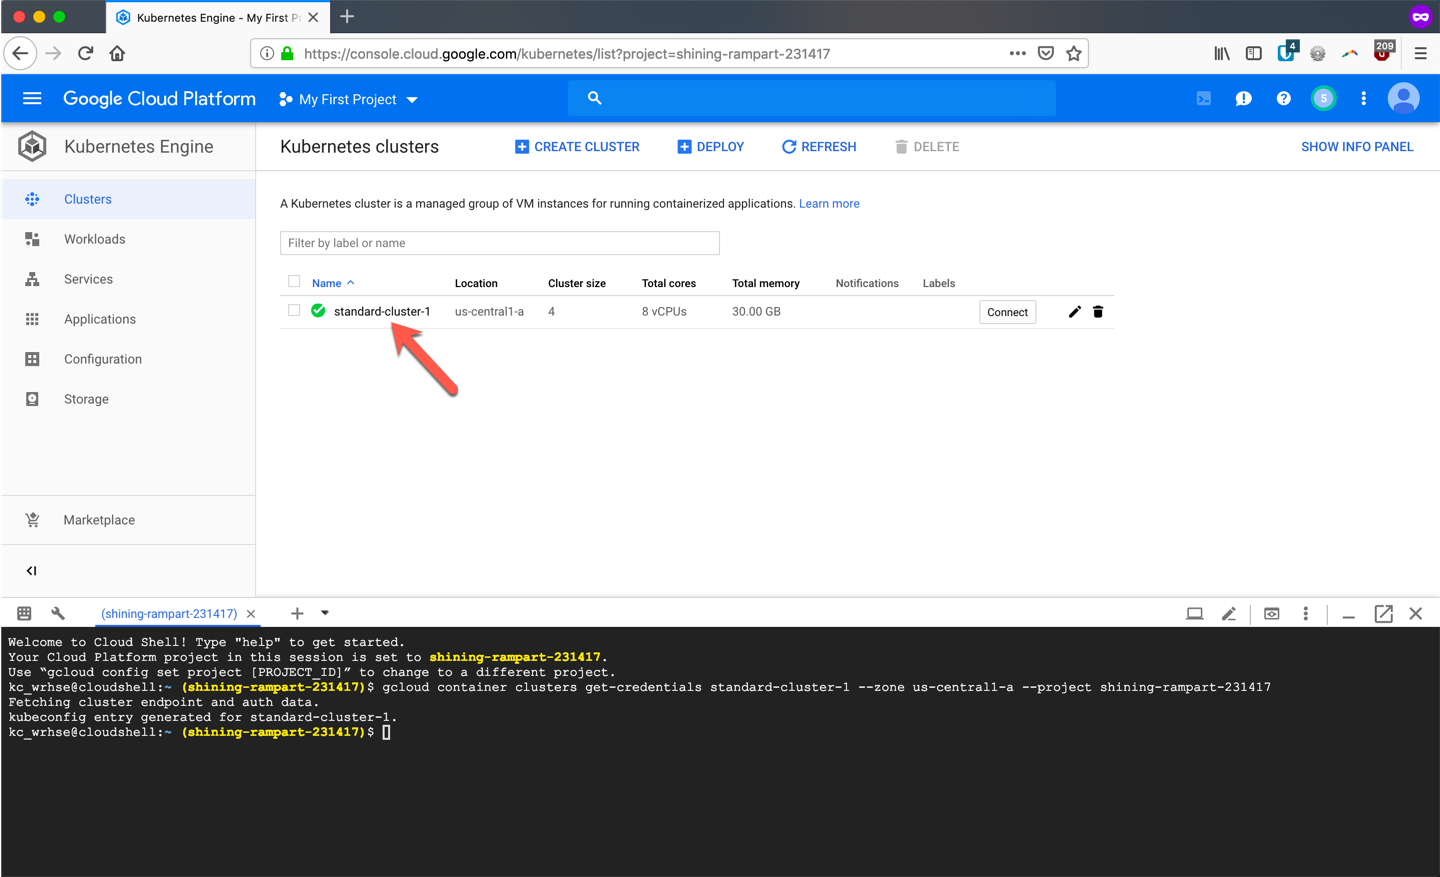 Kubernetes Engine - My First Pr
https://console.cloud.google.com/kubernetes/list?project=shining-rampart-231417
4
209
Google Cloud Platform
My First Project
5
Kubernetes Engine
Kubernetes clusters
CREATE CLUSTER
DEPLOY
REFRESH
DELETE
SHOW INFO PANEL
Clusters
Workloads
Services
Applications
Configuration
Storage
Marketplace
A Kubernetes cluster is a managed group of VM instances for running containerized applications. Learn more
Filter by label or name
Name Location Cluster size Total cores Total memory Notifications Labels
standard-cluster-1 us-central1-a 4 8 vCPUs 30.00 GB Connect
(shining-rampart-231417)
Welcome to Cloud Shell! Type "help" to get started.
Your Cloud Platform project in this session is set to shining-rampart-231417.
Use “gcloud config set project [PROJECT_ID]” to change to a different project.
kc_wrhse@cloudshell:~ (shining-rampart-231417)$ gcloud container clusters get-credentials standard-cluster-1 --zone us-central1-a --project shining-rampart-231417
Fetching cluster endpoint and auth data.
kubeconfig entry generated for standard-cluster-1.
kc_wrhse@cloudshell:~ (shining-rampart-231417)$